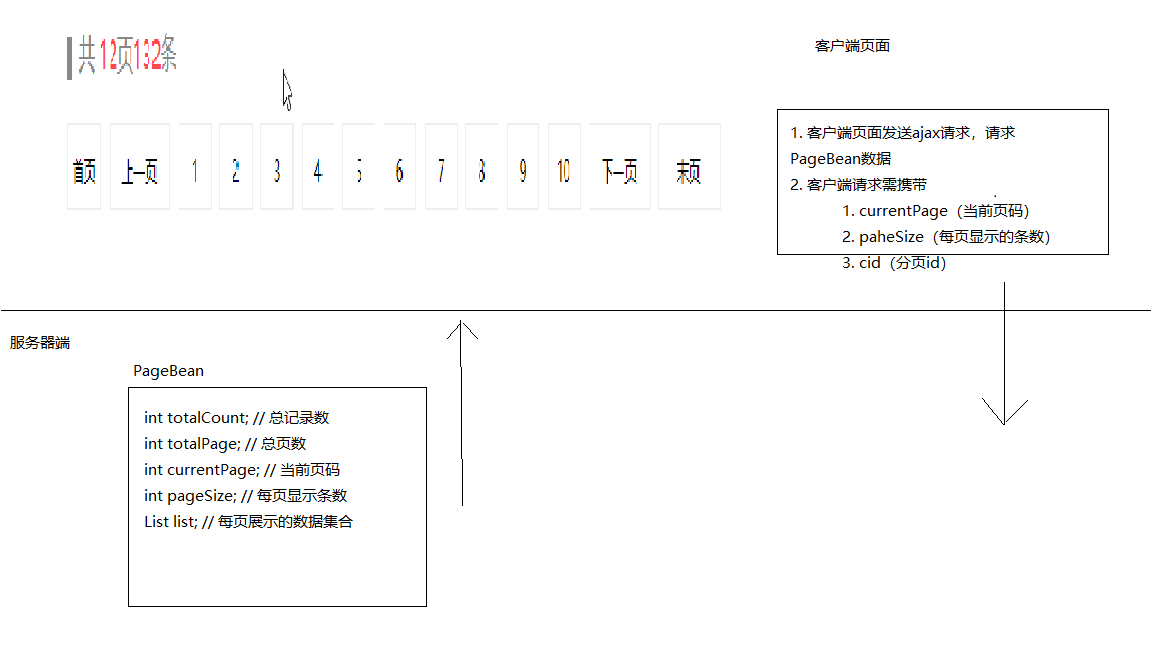 共12页132条
客户端页面
首页 上一页 1 2 3 4 5 6 7 8 9 10 下一页 末页
1. 客户端页面发送ajax请求，请求
PageBean数据
2. 客户端请求需携带
1. currentPage（当前页码）
2. paheSize（每页显示的条数）
3. cid（分页id）
服务器端
PageBean
int totalCount; // 总记录数
int totalPage; // 总页数
int currentPage; // 当前页码
int pageSize; // 每页显示条数
List list; // 每页展示的数据集合